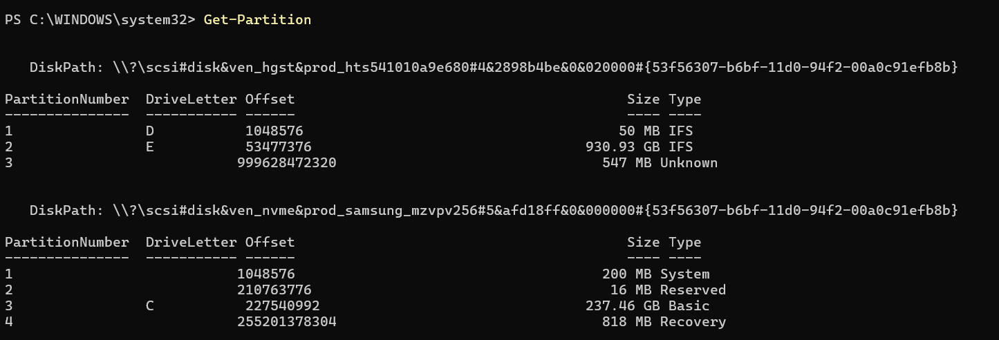 PS C:\WINDOWS\system32> Get-Partition
DiskPath: \\?\scsi#disk&ven_hgst&prod_hts541010a9e680#4&2898b4be&0&020000#{53f56307-b6bf-11d0-94f2-00a0c91efb8b}
PartitionNumber  DriveLetter Offset                                        Size Type
---------------  ----------- ------                                        ---- ----
1                D           1048576                                      50 MB IFS
2                E           53477376                                 930.93 GB IFS
3                           999628472320                                547 MB Unknown
DiskPath: \\?\scsi#disk&ven_nvme&prod_samsung_mzvpv256#5&afd18ff&0&000000#{53f56307-b6bf-11d0-94f2-00a0c91efb8b}
PartitionNumber  DriveLetter Offset                                        Size Type
---------------  ----------- ------                                        ---- ----
1                           1048576                                     200 MB System
2                           210763776                                    16 MB Reserved
3                C           227540992                                237.46 GB Basic
4                           255201378304                                818 MB Recovery